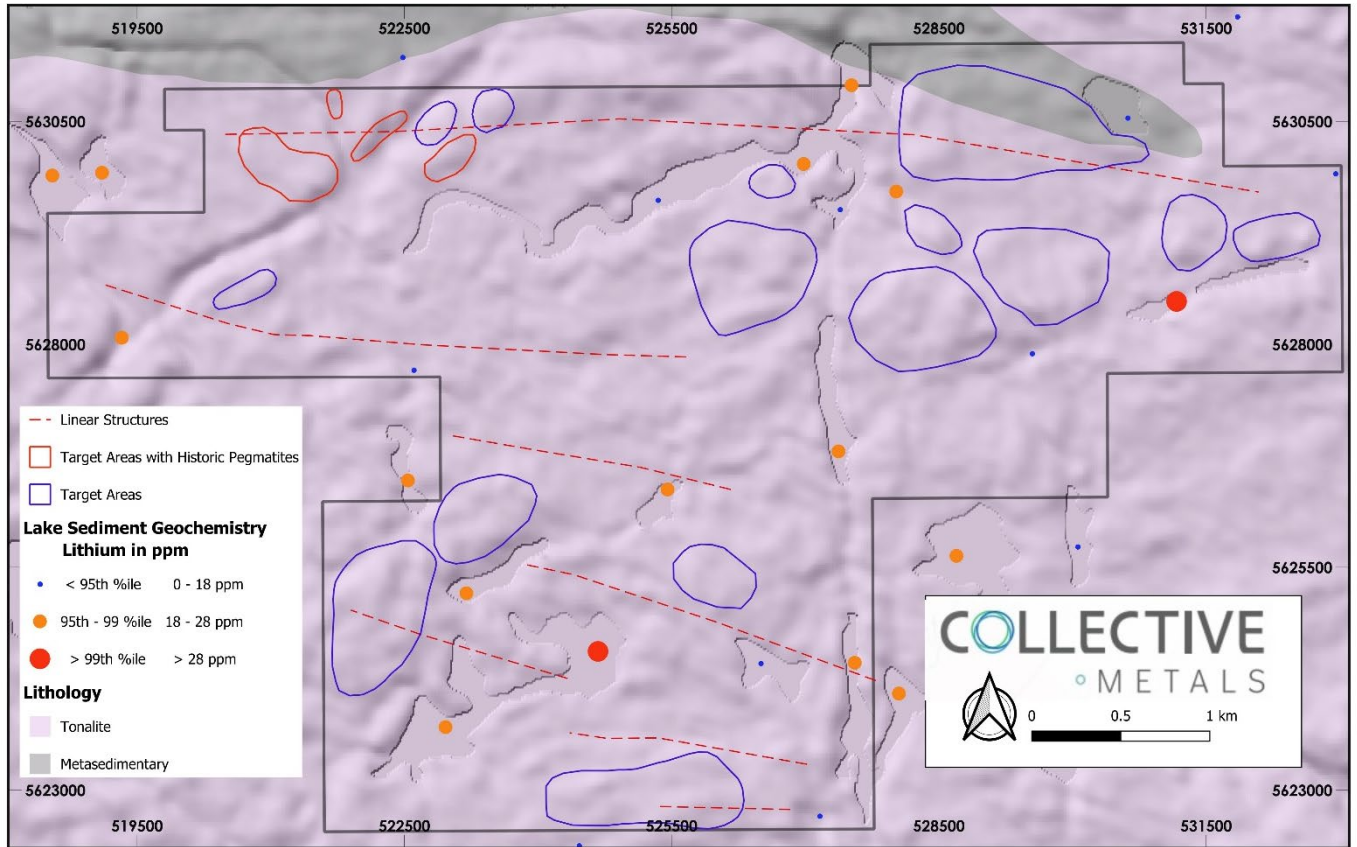 519500 522500 525500 528500 531500
5630500 5630500
5628000 5628000
Linear Structures
Target Areas with Historic Pegmatites
Target Areas
Lake Sediment Geochemistry
Lithium in ppm
< 95th %ile 0 - 18 ppm
95th - 99 %ile 18 - 28 ppm
> 99th %ile > 28 ppm
Lithology
Tonalite
Metasedimentary
5625500
COLLECTIVE
METALS
0 0.5 1 km
5623000 5623000
519500 522500 525500 528500 531500